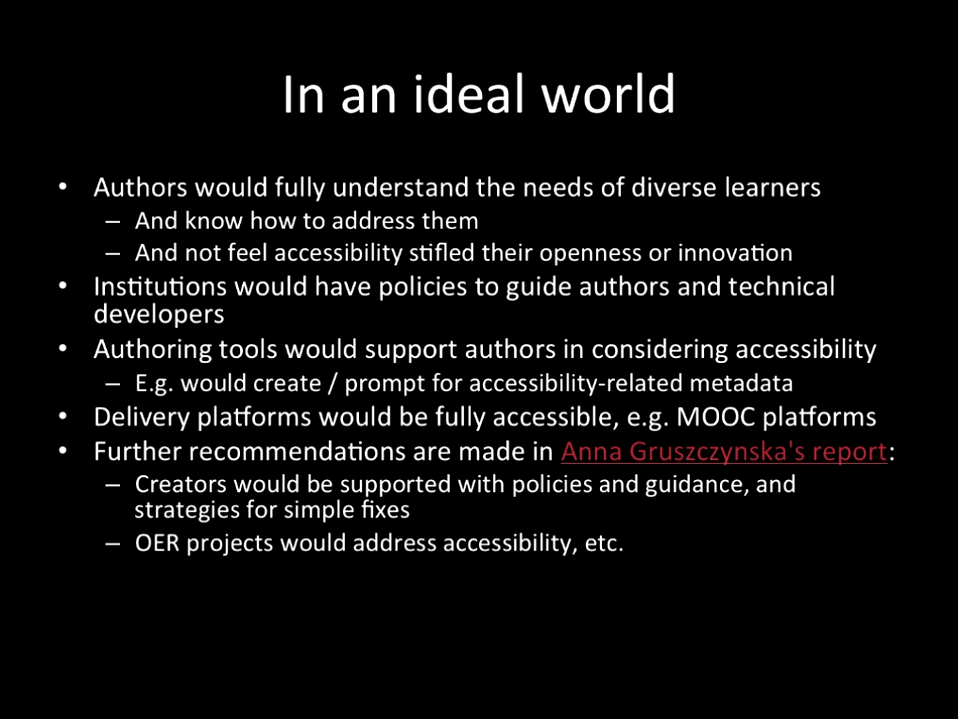 In an ideal world
• Authors would fully understand the needs of diverse learners
– And know how to address them
– And not feel accessibility stifled their openness or innovation
• Institutions would have policies to guide authors and technical
developers
• Authoring tools would support authors in considering accessibility
– E.g. would create / prompt for accessibility-related metadata
• Delivery platforms would be fully accessible, e.g. MOOC platforms
• Further recommendations are made in Anna Gruszczynska's report:
– Creators would be supported with policies and guidance, and
strategies for simple fixes
– OER projects would address accessibility, etc.